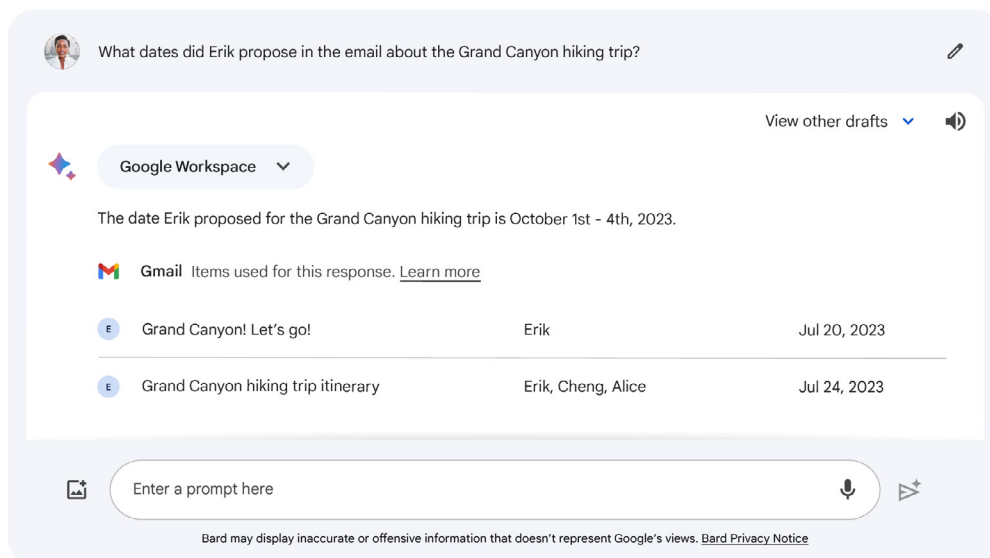 What dates did Erik propose in the email about the Grand Canyon hiking trip?
View other drafts
Google Workspace
The date Erik proposed for the Grand Canyon hiking trip is October 1st - 4th, 2023.
Gmail Items used for this response. Learn more
E Grand Canyon! Let’s go! Erik Jul 20, 2023
E Grand Canyon hiking trip itinerary Erik, Cheng, Alice Jul 24, 2023
Enter a prompt here
Bard may display inaccurate or offensive information that doesn’t represent Google’s views. Bard Privacy Notice